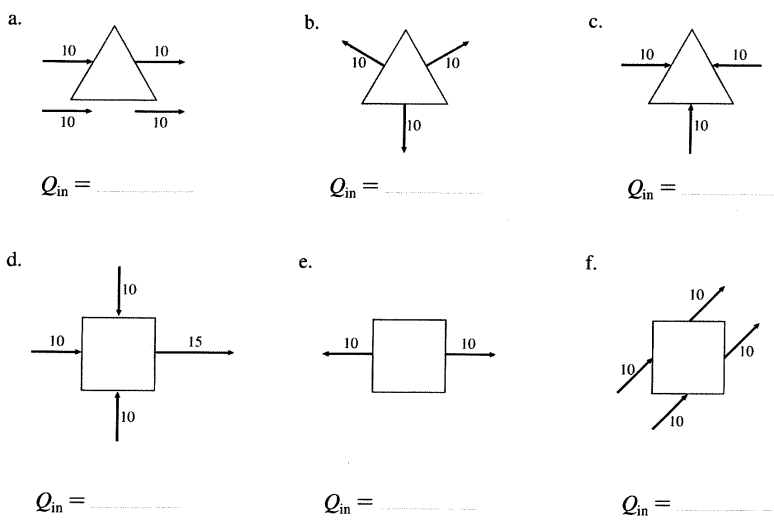 a. b. c.
10 10 10 10 10 10
10 10 10 10
Q_in = Q_in = Q_in =
d. e. f.
10 10
10 15 10 10 10 10
10 10
Q_in = Q_in = Q_in =